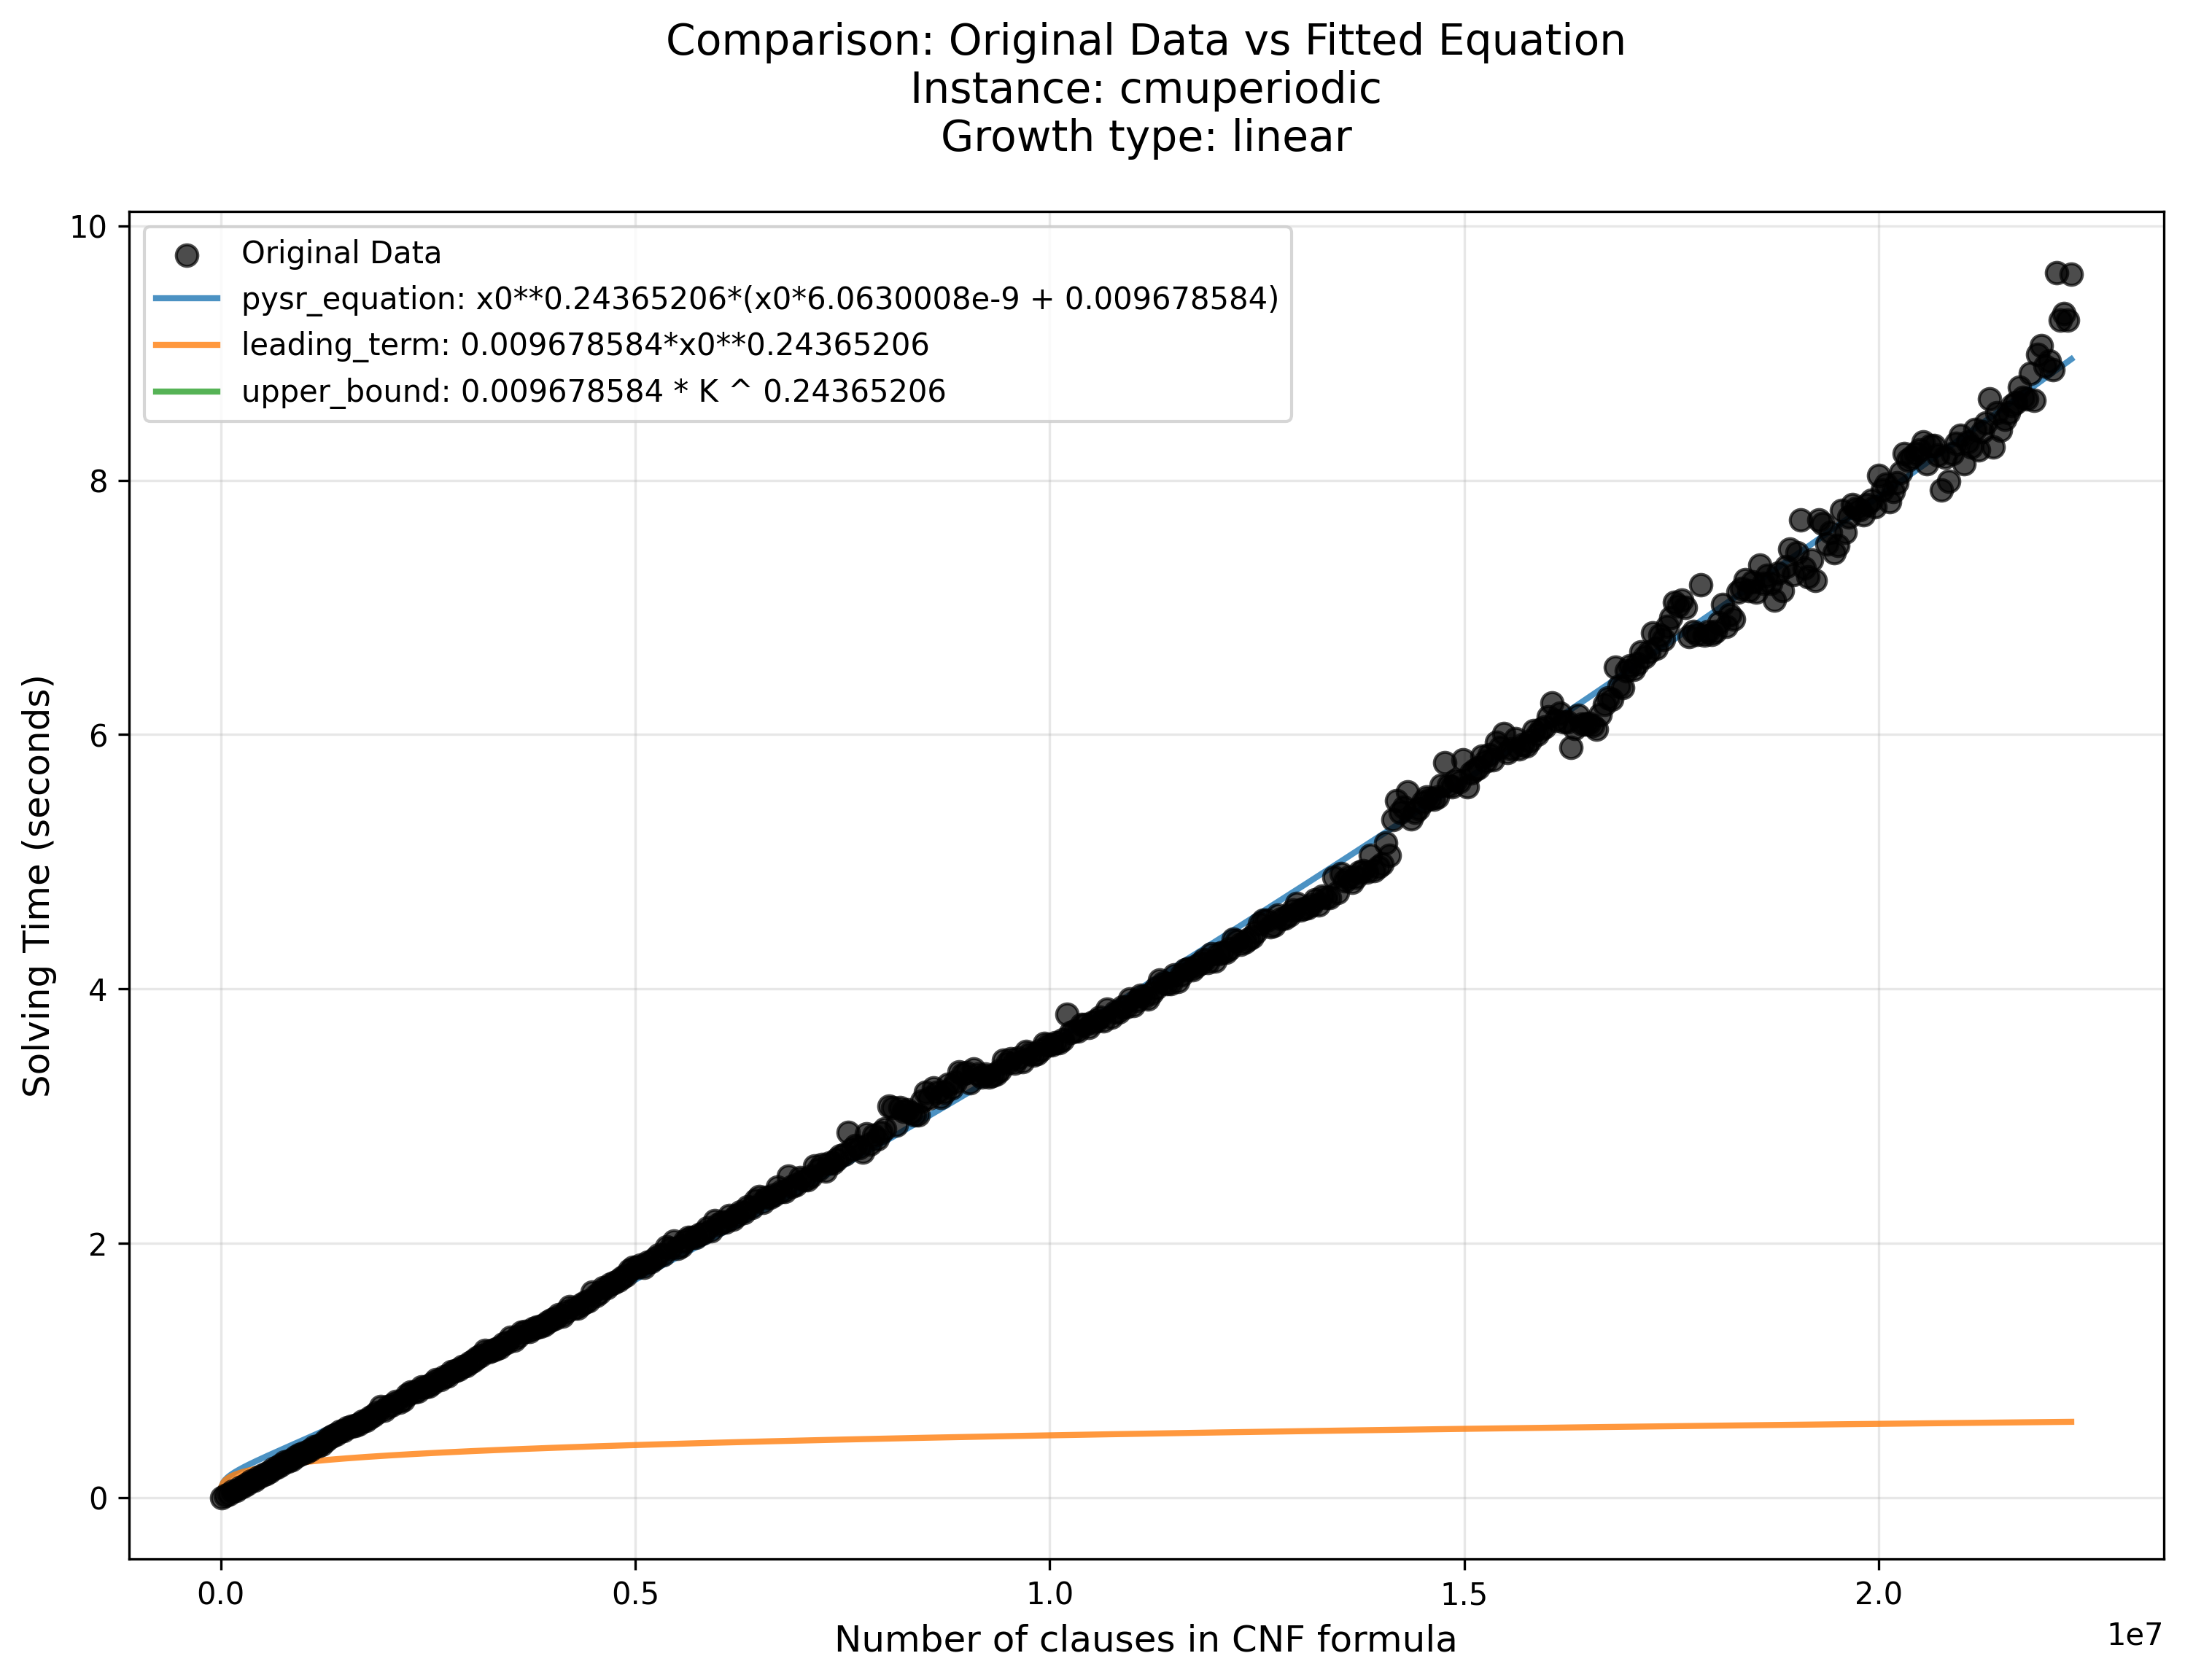 Comparison: Original Data vs Fitted Equation
Instance: cmuperiodic
Growth type: linear
Original Data
pysr_equation: x0**0.24365206*(x0*6.0630008e-9 + 0.009678584)
leading_term: 0.009678584*x0**0.24365206
upper_bound: 0.009678584 * K ^ 0.24365206
10
8
6
4
2
0
Solving Time (seconds)
0.0 0.5 1.0 1.5 2.0
1e7
Number of clauses in CNF formula